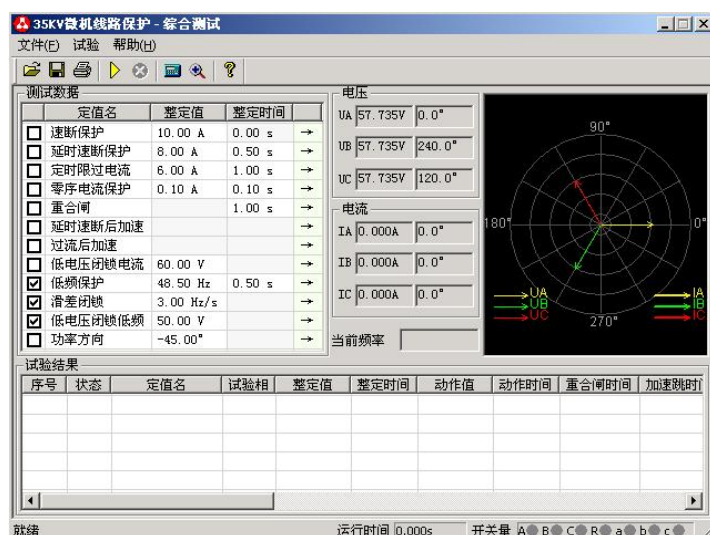 35KV微机线路保护 - 综合测试
文件(F) 试验 帮助(H)
测试数据
定值名 整定值 整定时间
速断保护 10.00 A 0.00 s →
延时速断保护 8.00 A 0.50 s →
定时限过电流 6.00 A 1.00 s →
零序电流保护 0.10 A 0.10 s →
重合闸 1.00 s →
延时速断后加速 →
过流后加速 →
低电压闭锁电流 60.00 V →
低频保护 48.50 Hz 0.50 s →
滑差闭锁 3.00 Hz/s →
低电压闭锁低频 50.00 V →
功率方向 -45.00° →
电压
UA 57.735V 0.0°
UB 57.735V 240.0°
UC 57.735V 120.0°
电流
IA 0.000A 0.0°
IB 0.000A 0.0°
IC 0.000A 0.0°
当前频率
90°
180° 0°
270°
UA IA
UB IB
UC IC
试验结果
序号 状态 定值名 试验相 整定值 整定时间 动作值 动作时间 重合闸时间 加速跳时
就绪 运行时间 0.000s 开关量 A B C R a b c